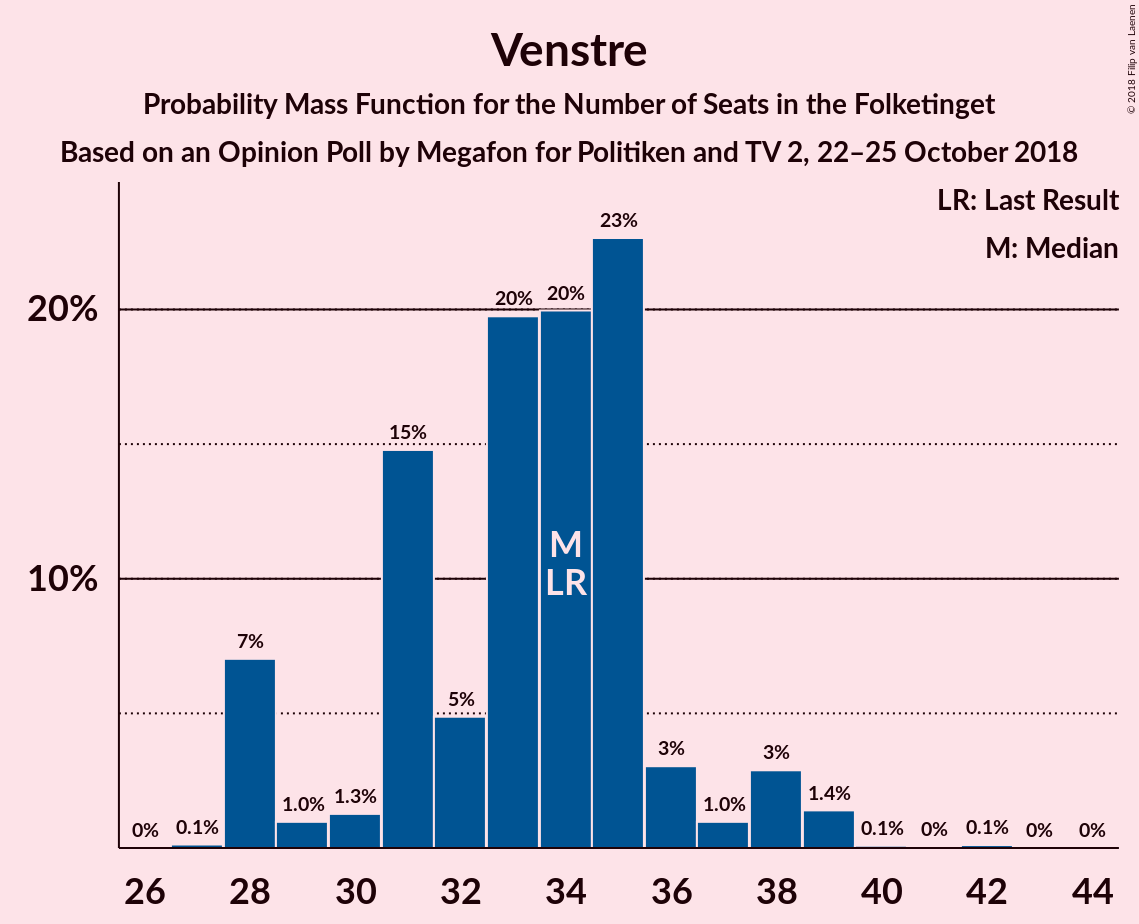 Venstre
Probability Mass Function for the Number of Seats in the Folketinget
Based on an Opinion Poll by Megafon for Politiken and TV 2, 22–25 October 2018
© 2018 Filip van Laenen
LR: Last Result
M: Median
20%
10%
0%
0.1%
7%
1.0%
1.3%
15%
5%
20%
20%
23%
3%
1.0%
3%
1.4%
0.1%
0%
0.1%
0%
0%
M
LR
26 28 30 32 34 36 38 40 42 44